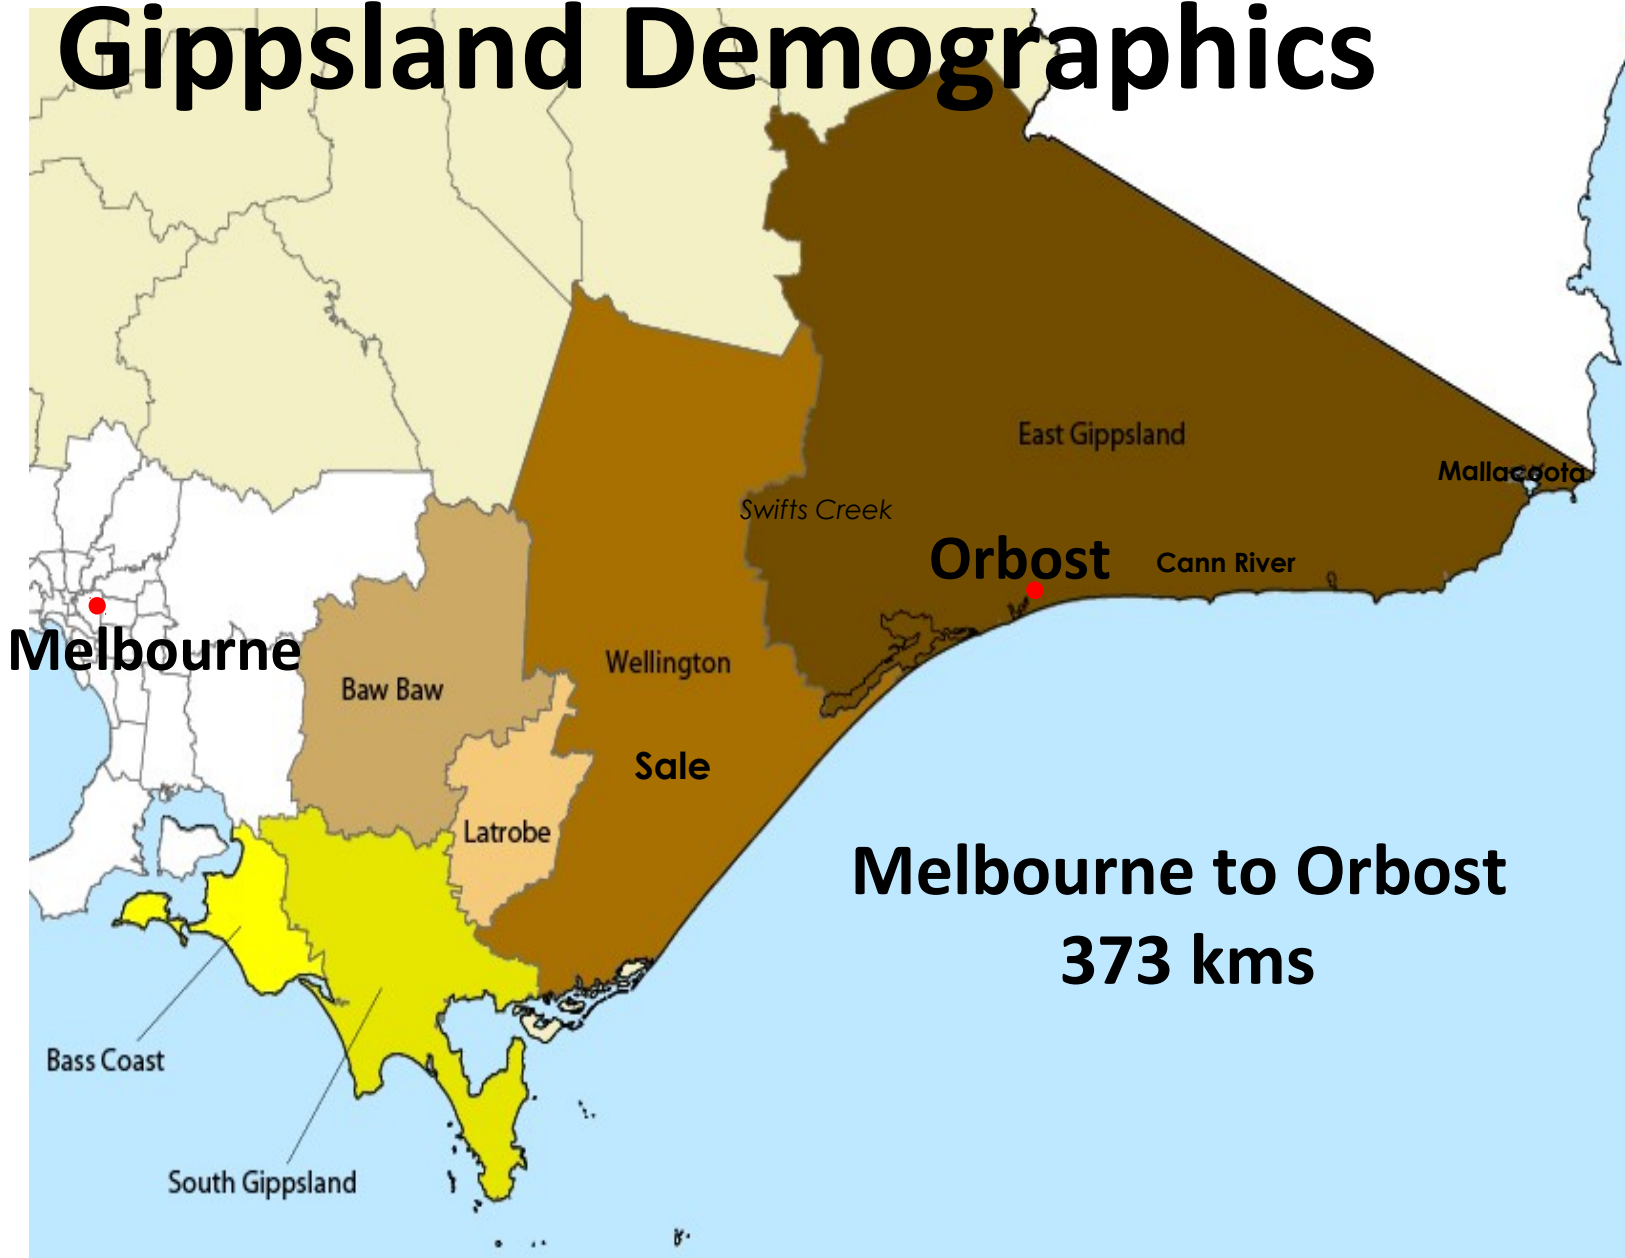 Gippsland Demographics
East Gippsland
Mallacoota
Swifts Creek
Orbost
Cann River
Melbourne
Wellington
Baw Baw
Sale
Latrobe
Melbourne to Orbost
373 kms
Bass Coast
South Gippsland